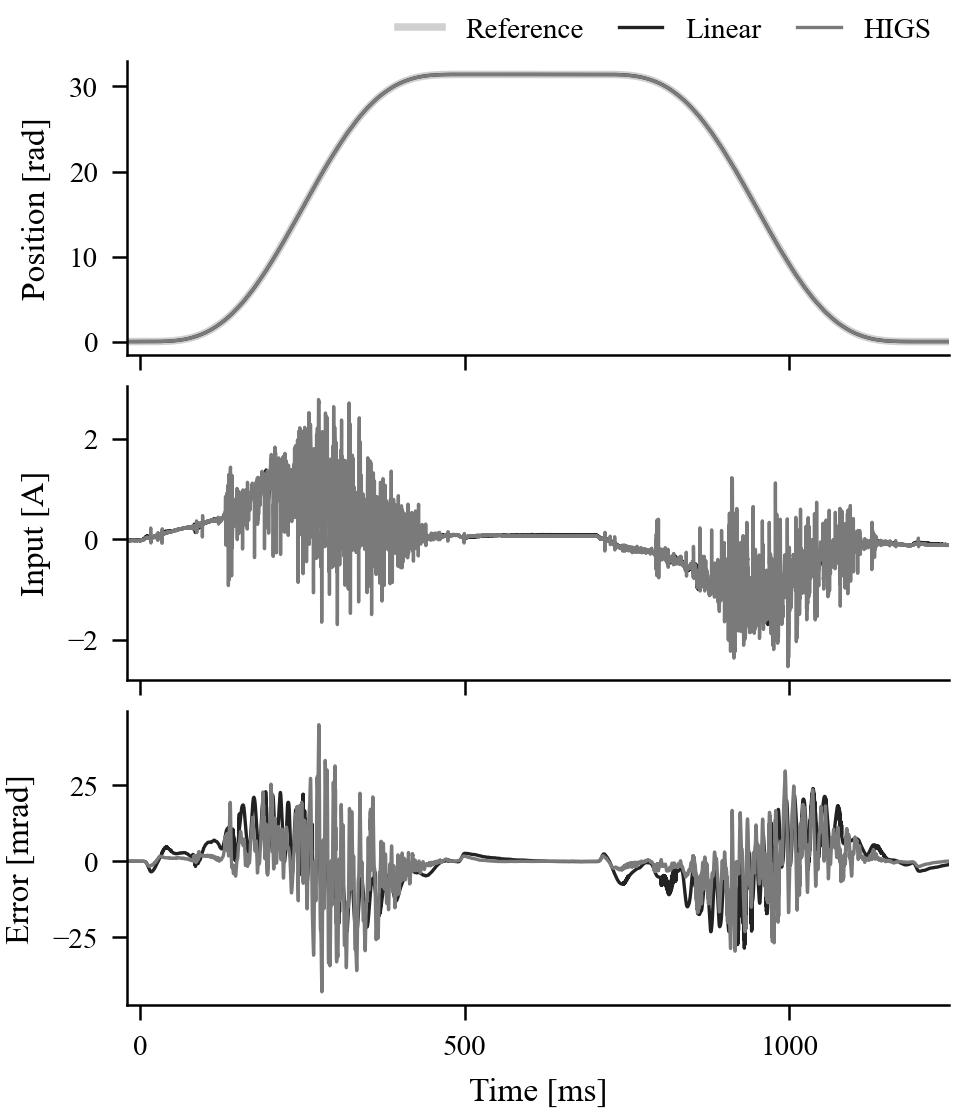 Reference Linear HIGS
Position [rad]
30
20
10
0
Input [A]
2
0
−2
Error [mrad]
25
0
−25
0 500 1000
Time [ms]